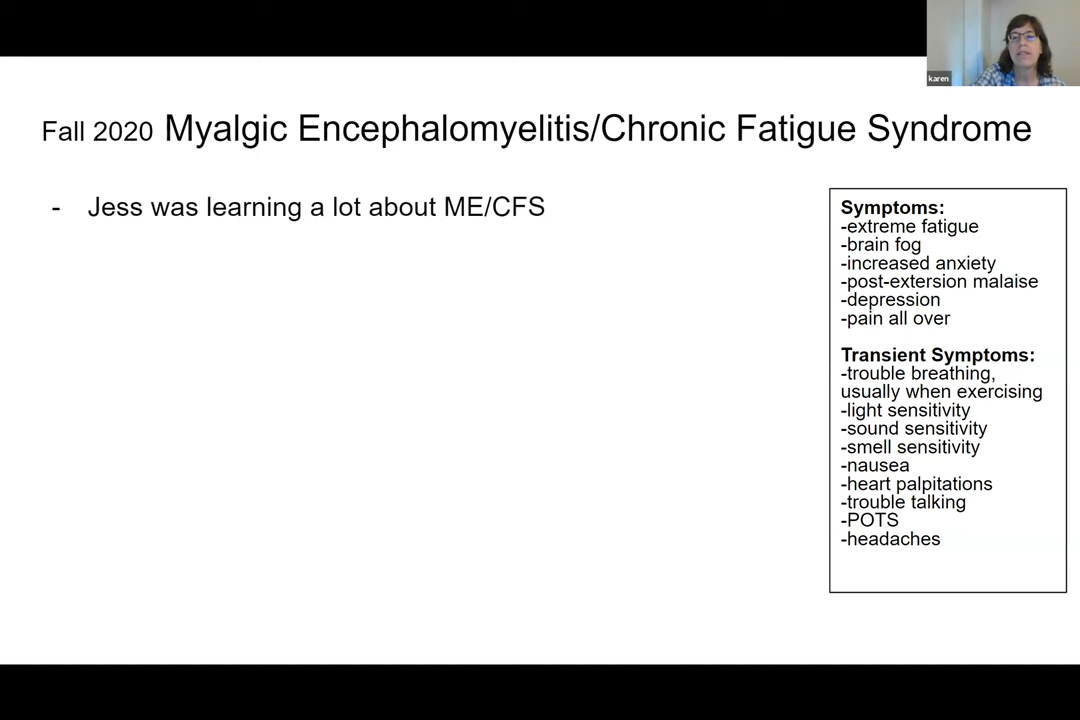 karen
Fall 2020 Myalgic Encephalomyelitis/Chronic Fatigue Syndrome
- Jess was learning a lot about ME/CFS
Symptoms:
-extreme fatigue
-brain fog
-increased anxiety
-post-extersion malaise
-depression
-pain all over
Transient Symptoms:
-trouble breathing,
usually when exercising
-light sensitivity
-sound sensitivity
-smell sensitivity
-nausea
-heart palpitations
-trouble talking
-POTS
-headaches